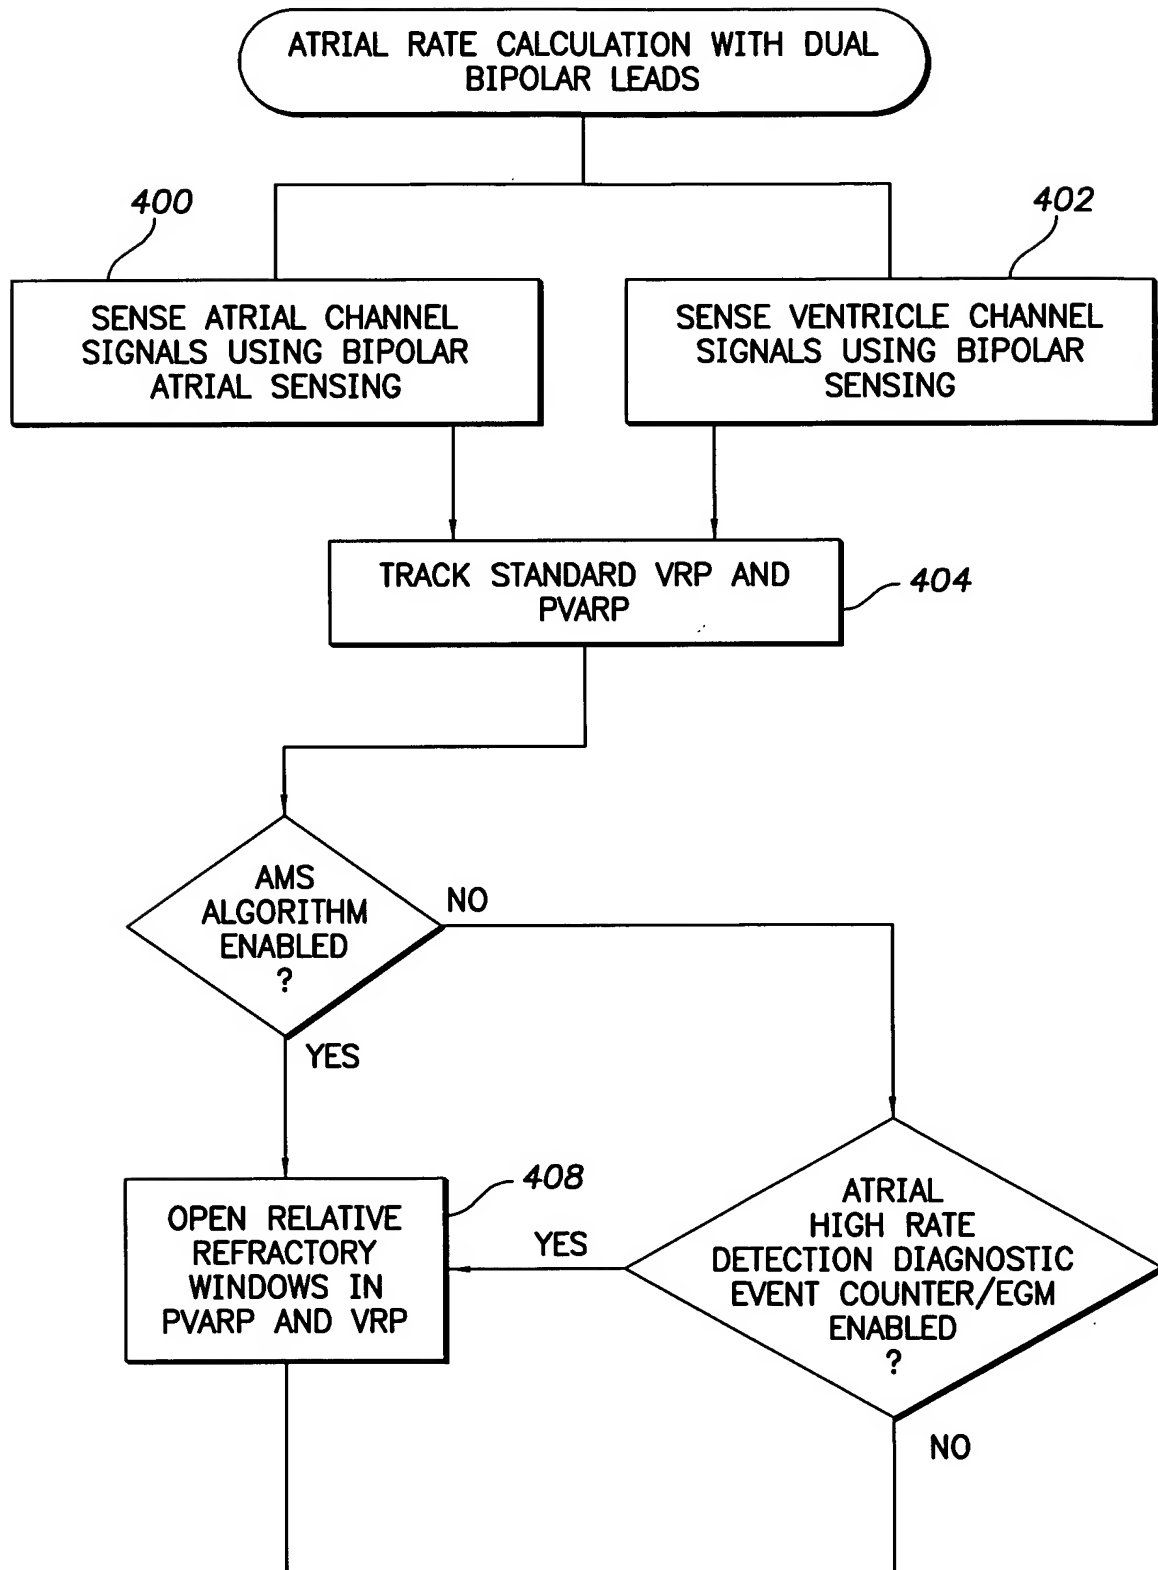 ATRIAL RATE CALCULATION WITH DUAL
BIPOLAR LEADS
400
402
SENSE ATRIAL CHANNEL
SIGNALS USING BIPOLAR
ATRIAL SENSING
SENSE VENTRICLE CHANNEL
SIGNALS USING BIPOLAR
SENSING
TRACK STANDARD VRP AND
PVARP
404
AMS
ALGORITHM
ENABLED
?
NO
YES
408
OPEN RELATIVE
REFRACTORY
WINDOWS IN
PVARP AND VRP
YES
ATRIAL
HIGH RATE
DETECTION DIAGNOSTIC
EVENT COUNTER/EGM
ENABLED
?
NO